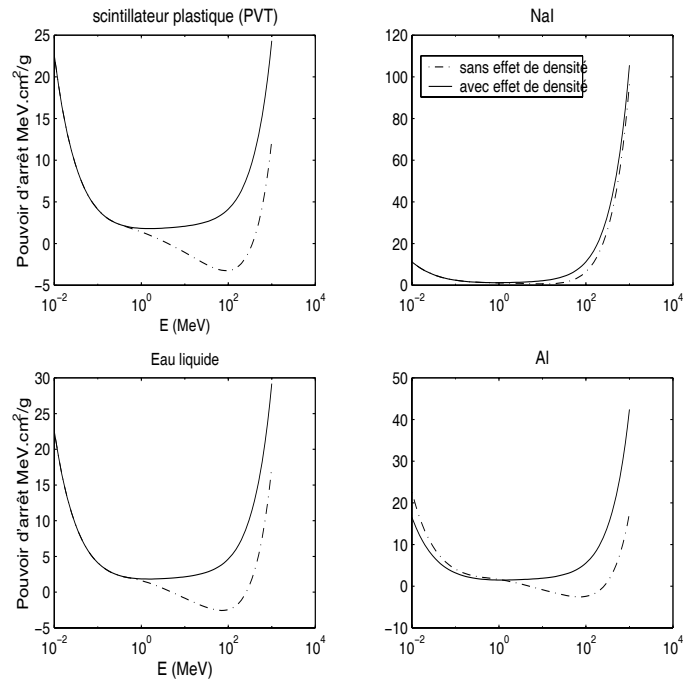 scintillateur plastique (PVT)
Pouvoir d'arrêt MeV.cm²/g
25
20
15
10
5
0
−5
10⁻² 10⁰ 10² 10⁴
E (MeV)
NaI
120
100
80
60
40
20
0
sans effet de densité
avec effet de densité
10⁻² 10⁰ 10² 10⁴
Eau liquide
Pouvoir d'arrêt MeV.cm²/g
30
25
20
15
10
5
0
−5
10⁻² 10⁰ 10² 10⁴
E (MeV)
Al
50
40
30
20
10
0
−10
10⁻² 10⁰ 10² 10⁴